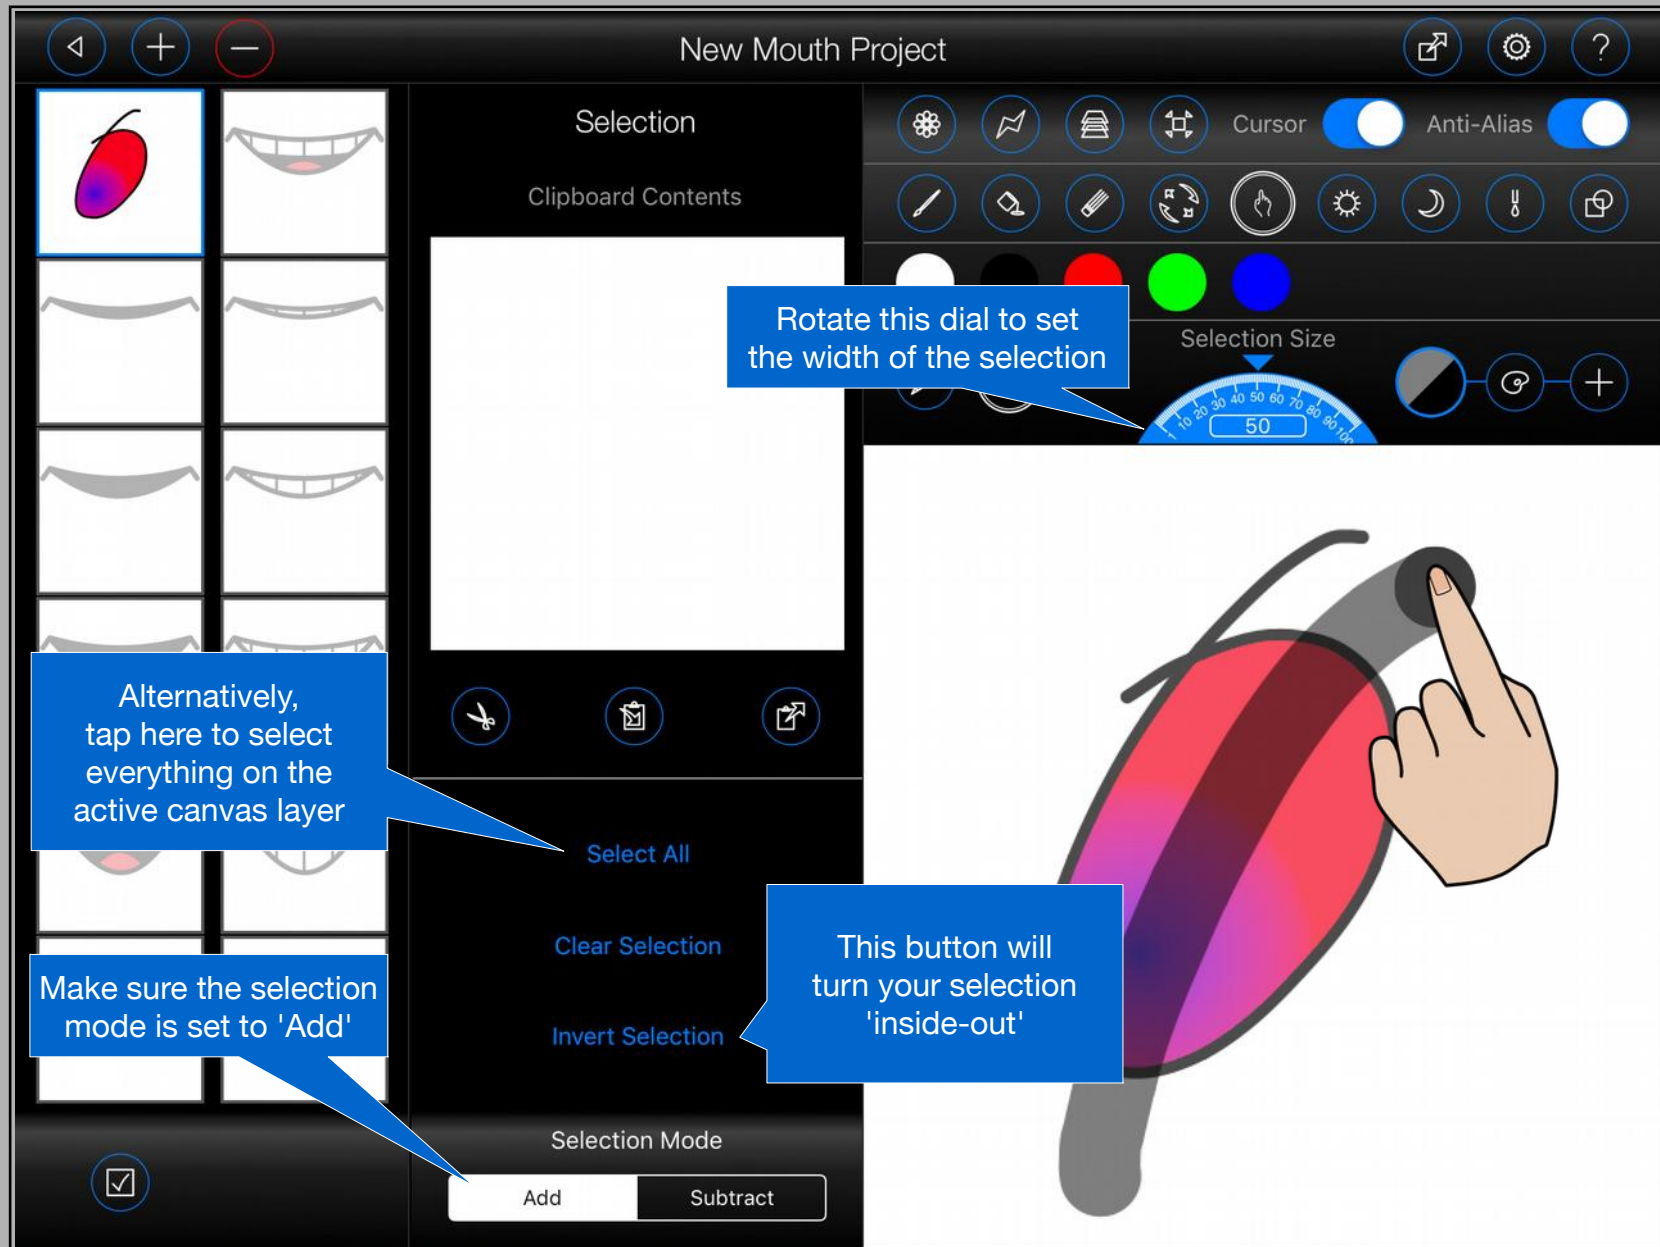 New Mouth Project
?
Selection
Cursor
Anti-Alias
Clipboard Contents
Rotate this dial to set
the width of the selection
Selection Size
1 10 20 30 40 50 60 70 80 90 100
50
Alternatively,
tap here to select
everything on the
active canvas layer
Select All
Clear Selection
This button will
turn your selection
'inside-out'
Make sure the selection
mode is set to 'Add'
Invert Selection
Selection Mode
Add
Subtract